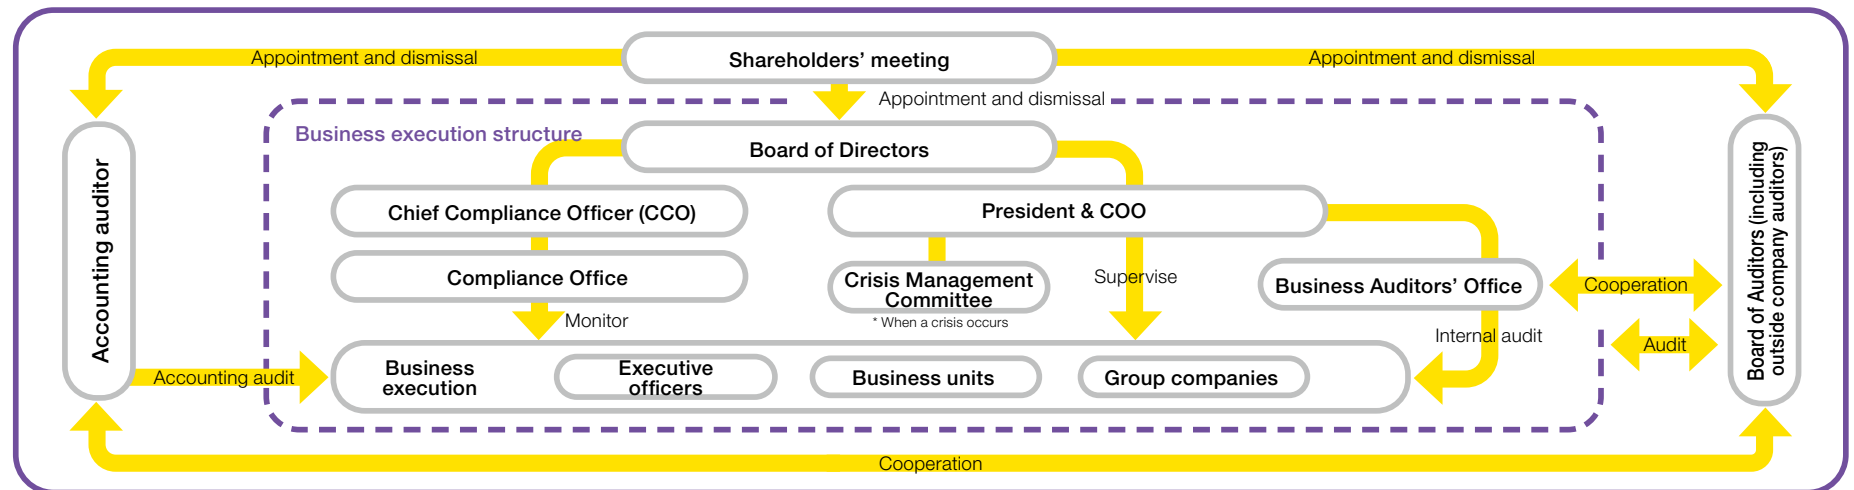 Appointment and dismissal
Shareholders’ meeting
Appointment and dismissal
Appointment and dismissal
Business execution structure
Board of Directors
Accounting auditor
Board of Auditors (including
outside company auditors)
Chief Compliance Officer (CCO)
President & COO
Compliance Office
Crisis Management
Committee
* When a crisis occurs
Supervise
Business Auditors’ Office
Cooperation
Monitor
Internal audit
Audit
Accounting audit
Business
execution
Executive
officers
Business units
Group companies
Cooperation